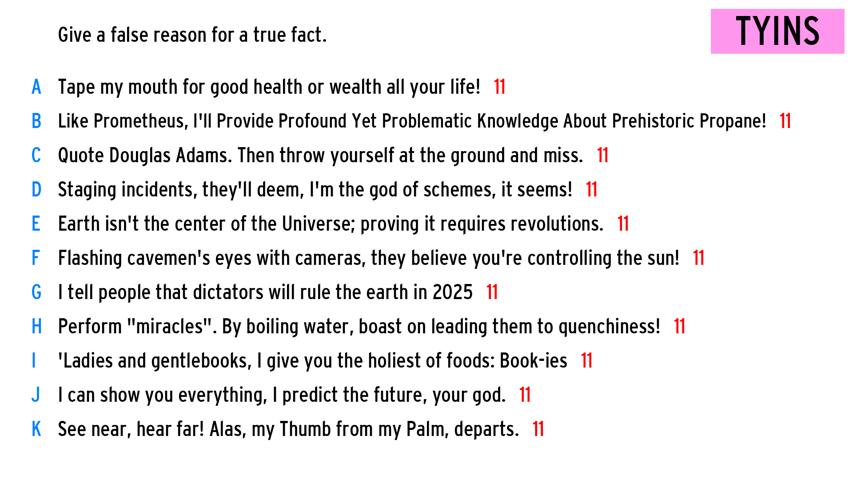 Give a false reason for a true fact.
TYINS
A Tape my mouth for good health or wealth all your life! 11
B Like Prometheus, I'll Provide Profound Yet Problematic Knowledge About Prehistoric Propane! 11
C Quote Douglas Adams. Then throw yourself at the ground and miss. 11
D Staging incidents, they'll deem, I'm the god of schemes, it seems! 11
E Earth isn't the center of the Universe; proving it requires revolutions. 11
F Flashing cavemen's eyes with cameras, they believe you're controlling the sun! 11
G I tell people that dictators will rule the earth in 2025 11
H Perform "miracles". By boiling water, boast on leading them to quenchiness! 11
I 'Ladies and gentlebooks, I give you the holiest of foods: Book-ies 11
J I can show you everything, I predict the future, your god. 11
K See near, hear far! Alas, my Thumb from my Palm, departs. 11